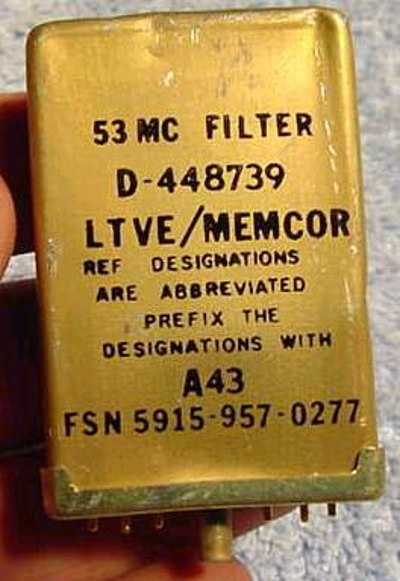 53 MC FILTER
D-448739
LTVE/MEMCOR
REF DESIGNATIONS
ARE ABBREVIATED
PREFIX THE
DESIGNATIONS WITH
A43
FSN 5915-957-0277